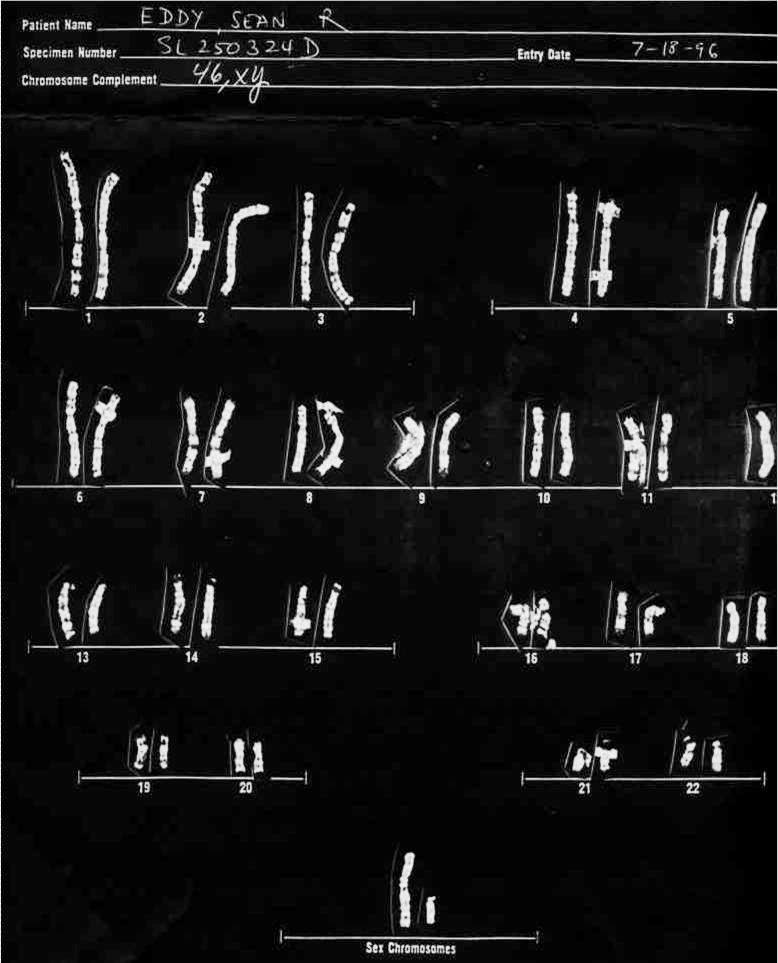 Patient Name EDDY, SEAN R
Specimen Number SL250324D Entry Date 7-18-96
Chromosome Complement 46,XY
1 2 3 4 5
6 7 8 9 10 11
13 14 15 16 17 18
19 20 21 22
Sex Chromosomes